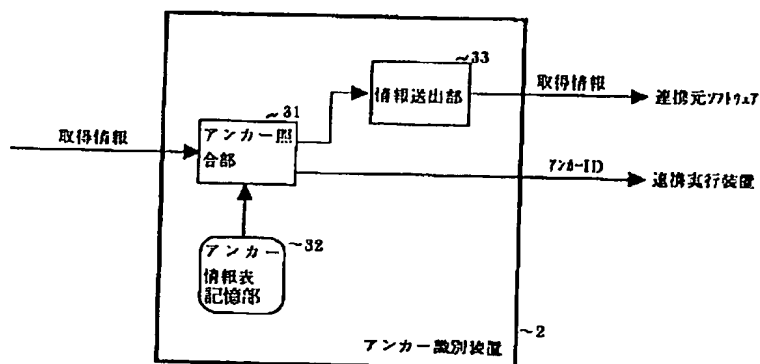 ~33
情報送出部
取得情報
連携元ソフトウェア
~31
アンカー照
合部
取得情報
アンカーID
連携実行装置
アンカー
情報表
記憶部
~32
~2
アンカー識別装置